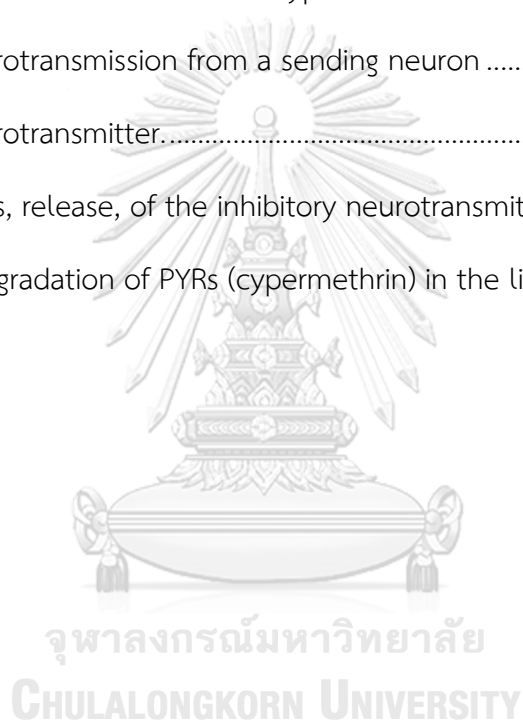 rotransmission from a sending neuron .....
rotransmitter.................................................
s, release, of the inhibitory neurotransmit
gradation of PYRs (cypermethrin) in the li
จุฬาลงกรณ์มหาวิทยาลัย
CHULALONGKORN UNIVERSITY